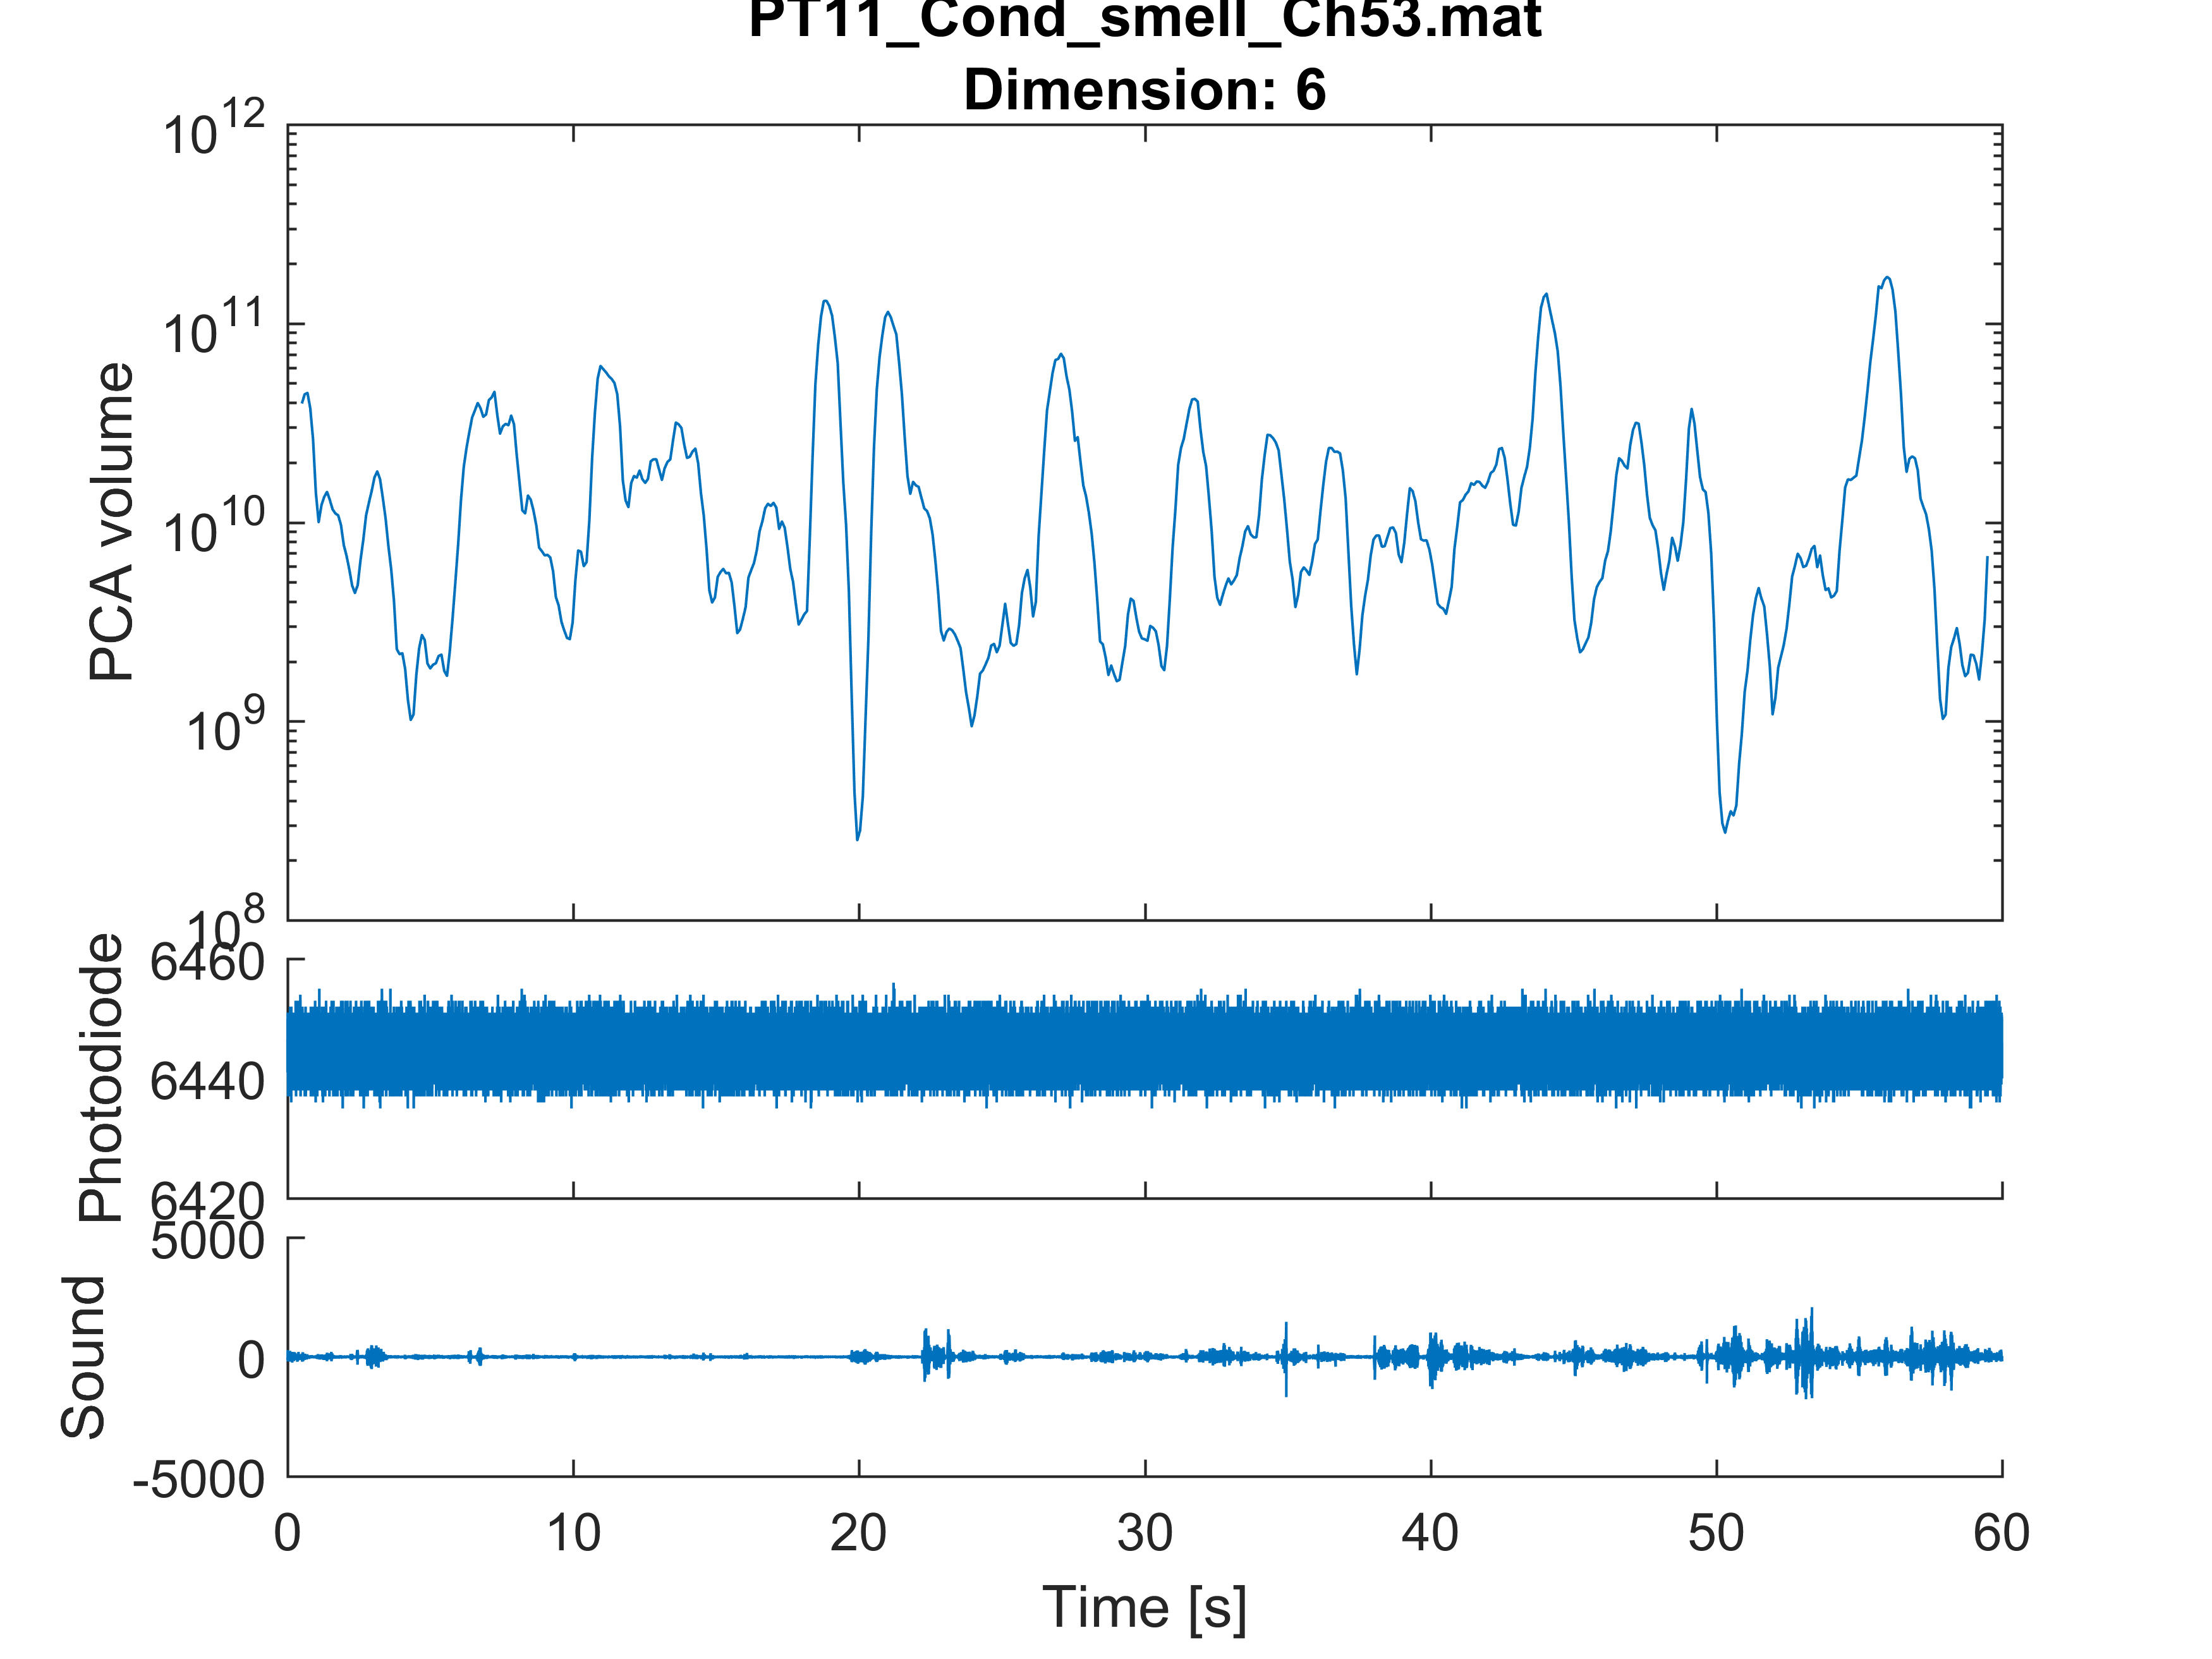 PT11_Cond_smell_Ch53.mat
Dimension: 6
10^12
10^11
10^10
10^9
10^8
PCA volume
6460
6440
6420
Photodiode
5000
0
-5000
Sound
0 10 20 30 40 50 60
Time [s]